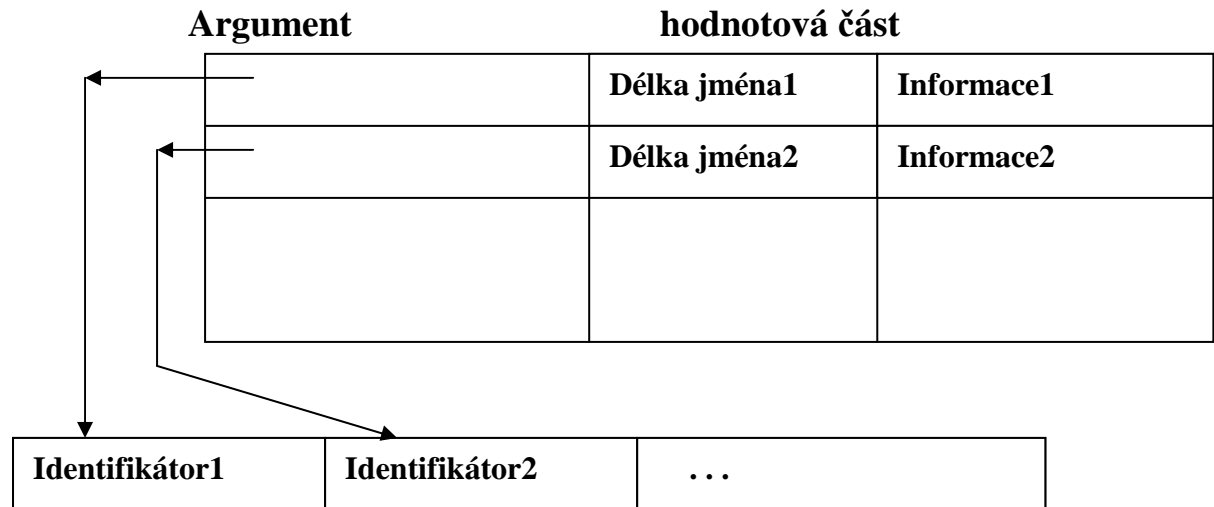 Argument hodnotová část
Délka jména1 Informace1
Délka jména2 Informace2
Identifikátor1 Identifikátor2 . . .